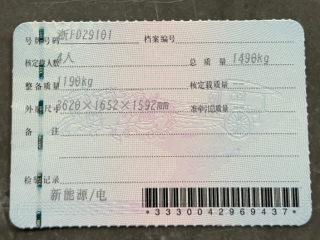 号牌号码 浙FD29101 档案编号
核定载人数 4人 总质量 1490kg
整备质量 1190kg 核定载质量
外廓尺寸 3620×1652×1592mm 准牵引总质量
备注
检验记录
新能源/电
*3330042969437*